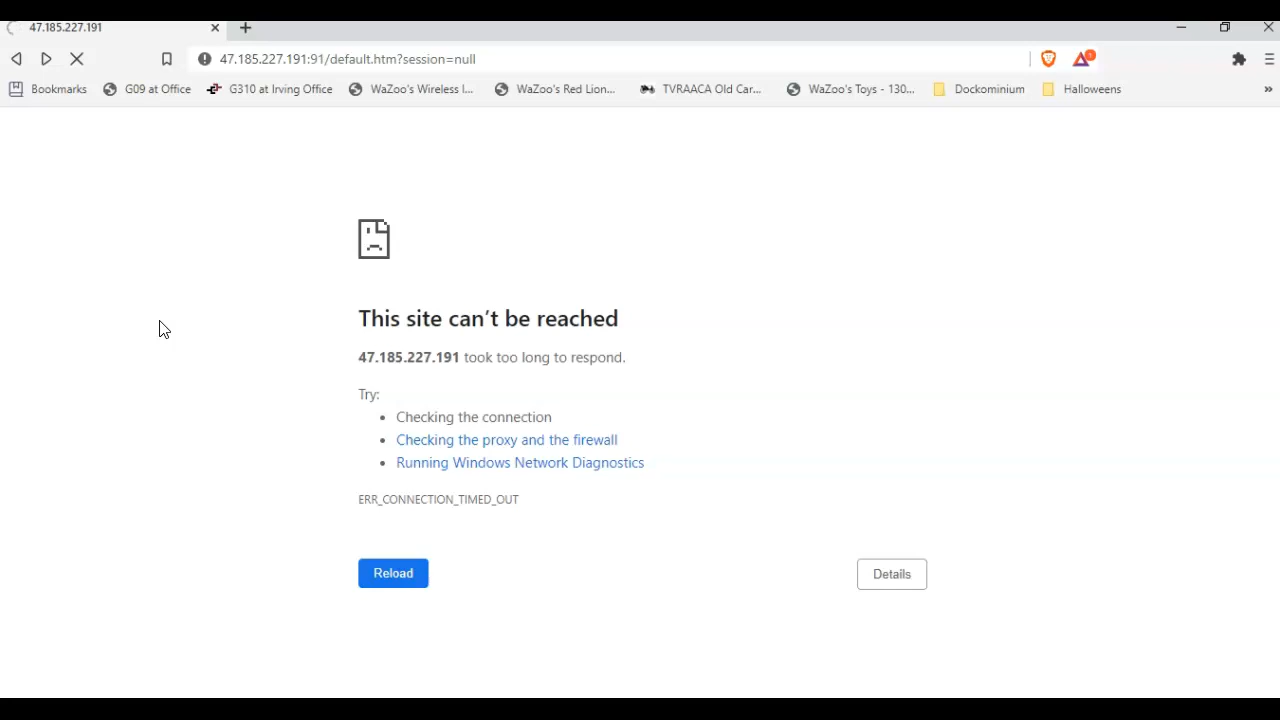 47.185.227.191
47.185.227.191:91/default.htm?session=null
Bookmarks G09 at Office G310 at Irving Office WaZoo's Wireless I... WaZoo's Red Lion... TVRAACA Old Car... WaZoo's Toys - 130... Dockominium Halloweens »
This site can't be reached
47.185.227.191 took too long to respond.
Try:
• Checking the connection
• Checking the proxy and the firewall
• Running Windows Network Diagnostics
ERR_CONNECTION_TIMED_OUT
Reload Details